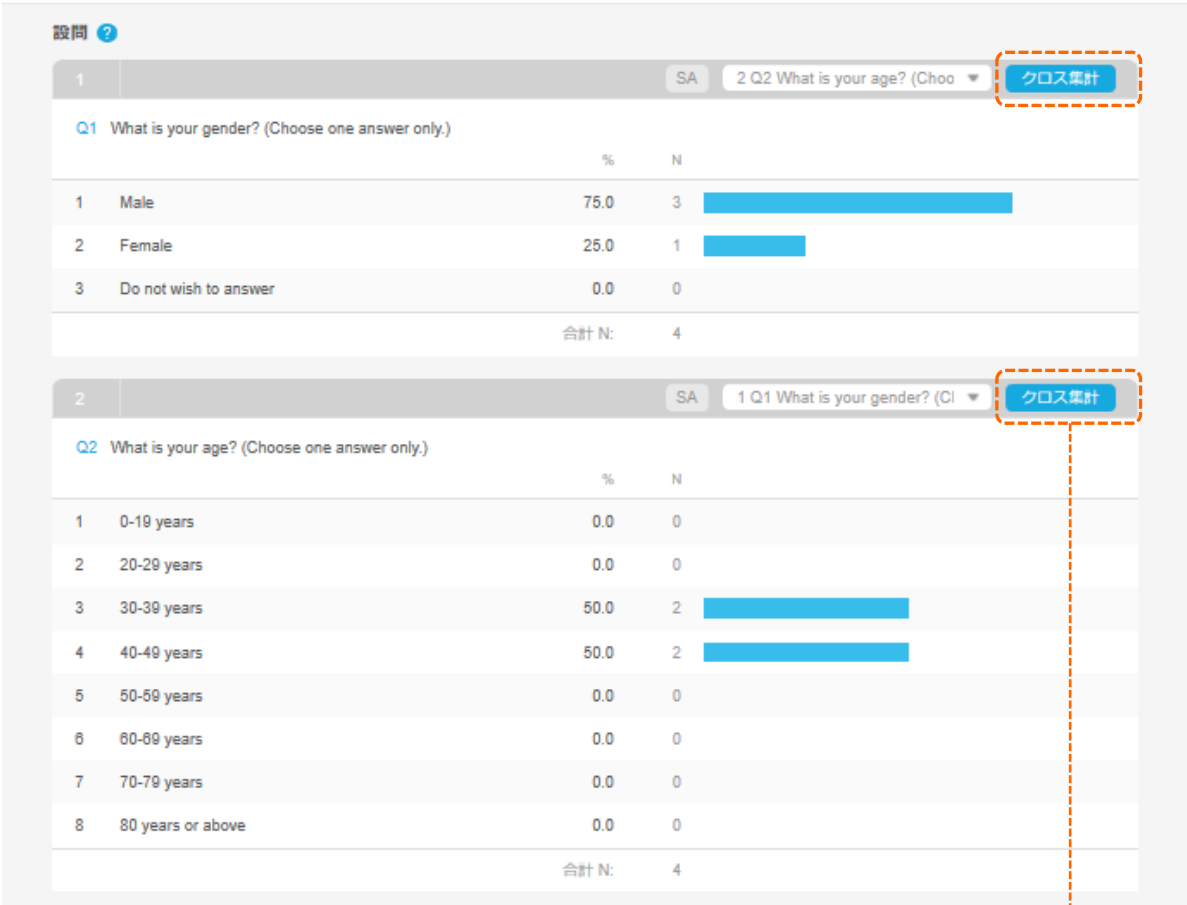 設問 ?
1 SA 2 Q2 What is your age? (Choo クロス集計
Q1 What is your gender? (Choose one answer only.)
% N
1 Male 75.0 3
2 Female 25.0 1
3 Do not wish to answer 0.0 0
合計 N: 4
2 SA 1 Q1 What is your gender? (Cl クロス集計
Q2 What is your age? (Choose one answer only.)
% N
1 0-19 years 0.0 0
2 20-29 years 0.0 0
3 30-39 years 50.0 2
4 40-49 years 50.0 2
5 50-59 years 0.0 0
6 60-69 years 0.0 0
7 70-79 years 0.0 0
8 80 years or above 0.0 0
合計 N: 4